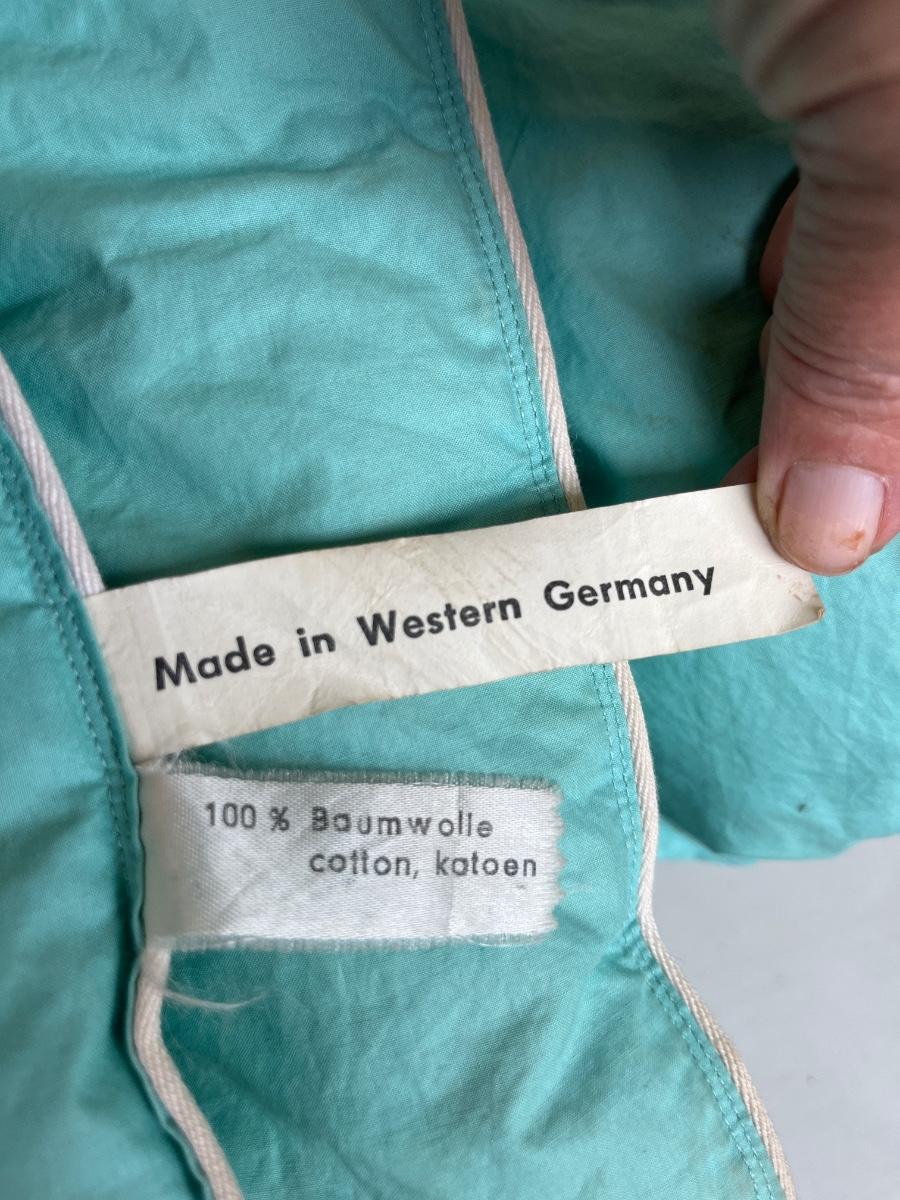 Made in Western Germany
100 % Baumwolle
cotton, katoen